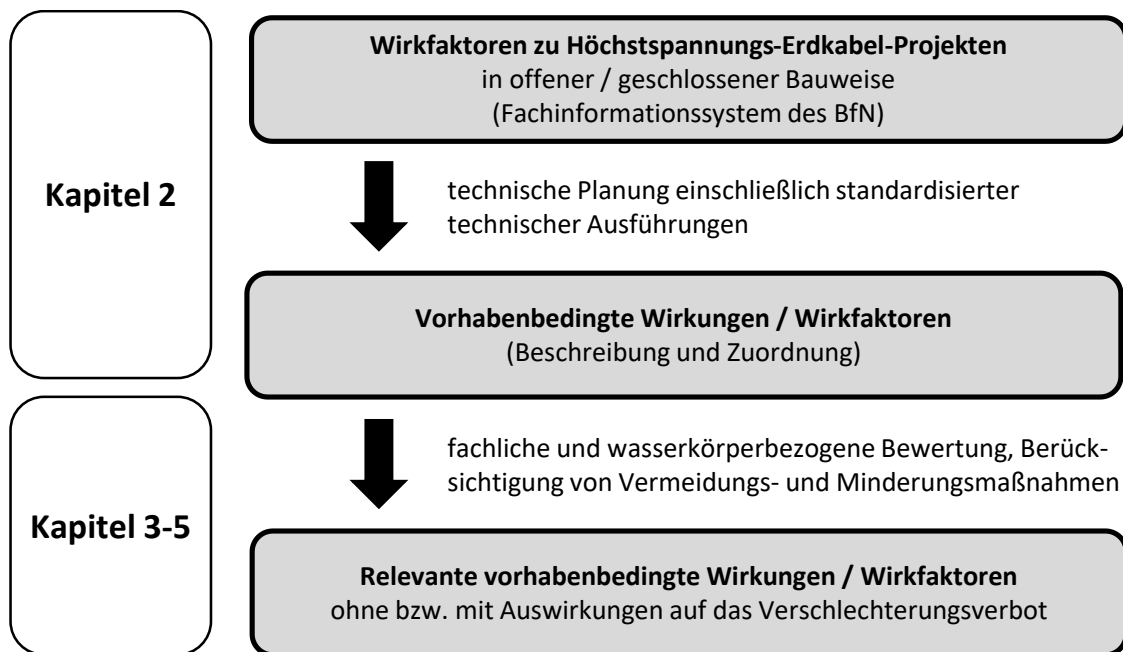 Kapitel 2
Wirkfaktoren zu Höchstspannungs-Erdkabel-Projekten
in offener / geschlossener Bauweise
(Fachinformationssystem des BfN)
technische Planung einschließlich standardisierter
technischer Ausführungen
Vorhabenbedingte Wirkungen / Wirkfaktoren
(Beschreibung und Zuordnung)
Kapitel 3-5
fachliche und wasserkörperbezogene Bewertung, Berück-
sichtigung von Vermeidungs- und Minderungsmaßnahmen
Relevante vorhabenbedingte Wirkungen / Wirkfaktoren
ohne bzw. mit Auswirkungen auf das Verschlechterungsverbot